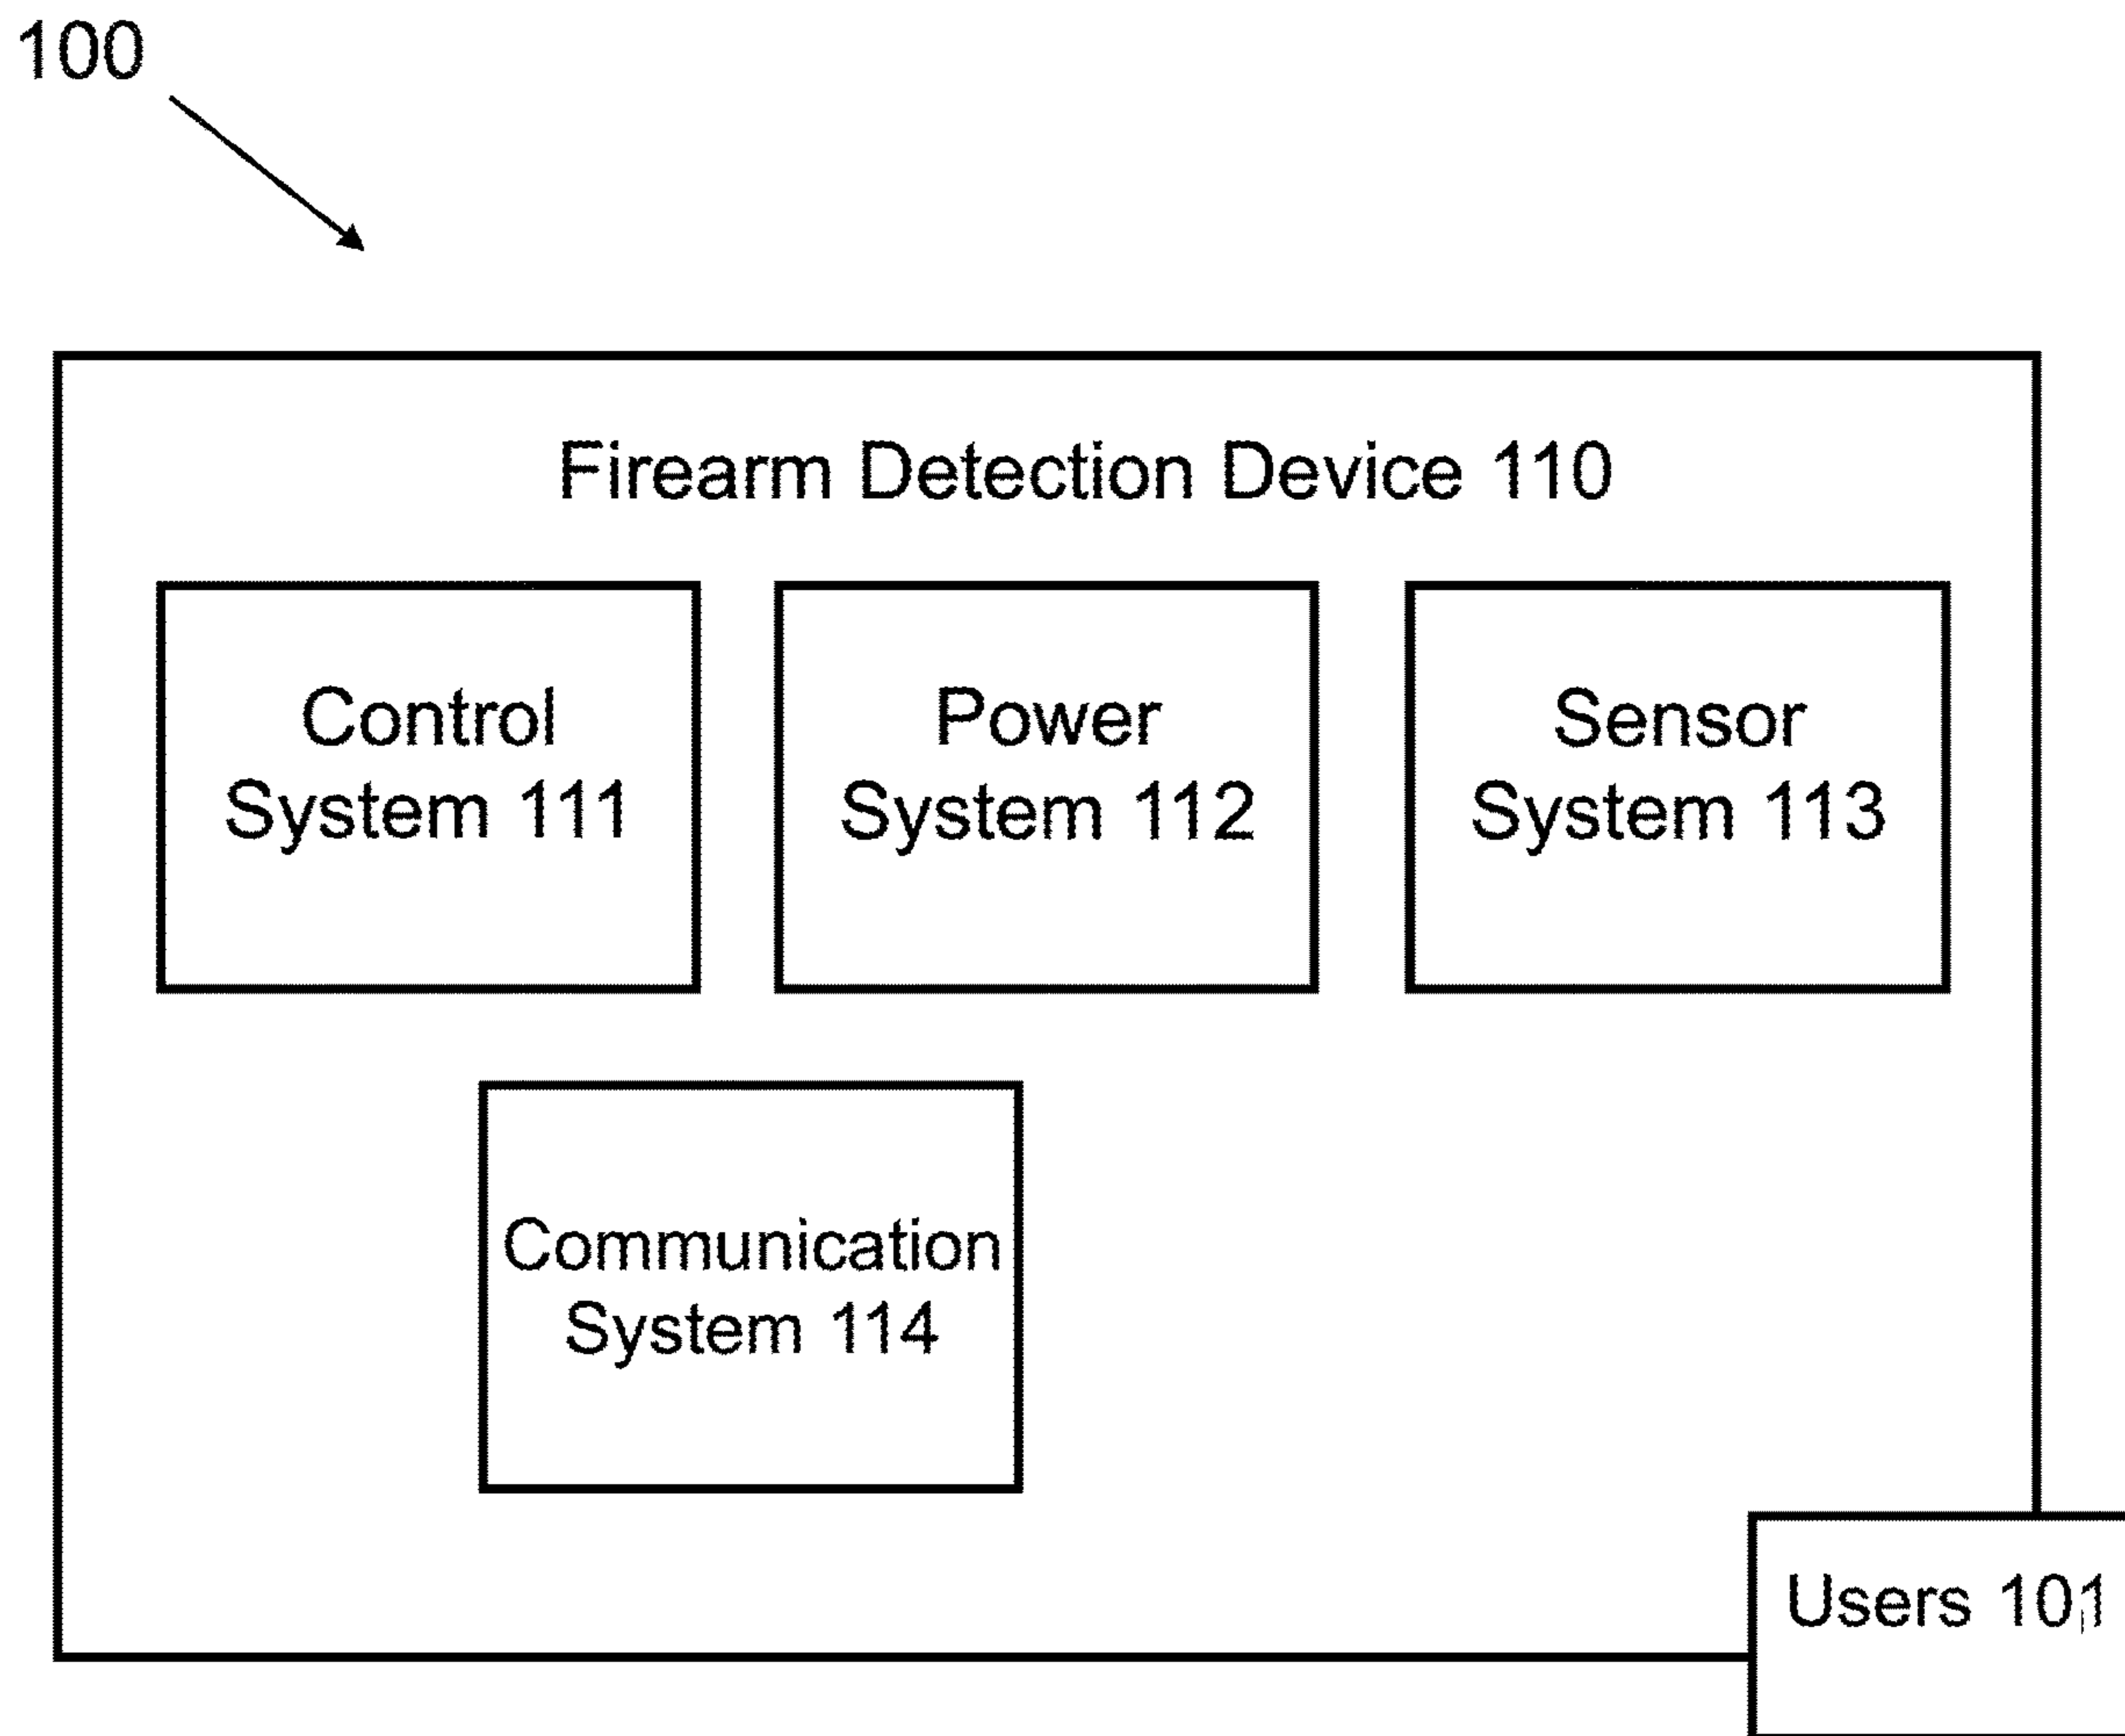 100
Firearm Detection Device 110
Control
System 111
Power
System 112
Sensor
System 113
Communication
System 114
Users 101